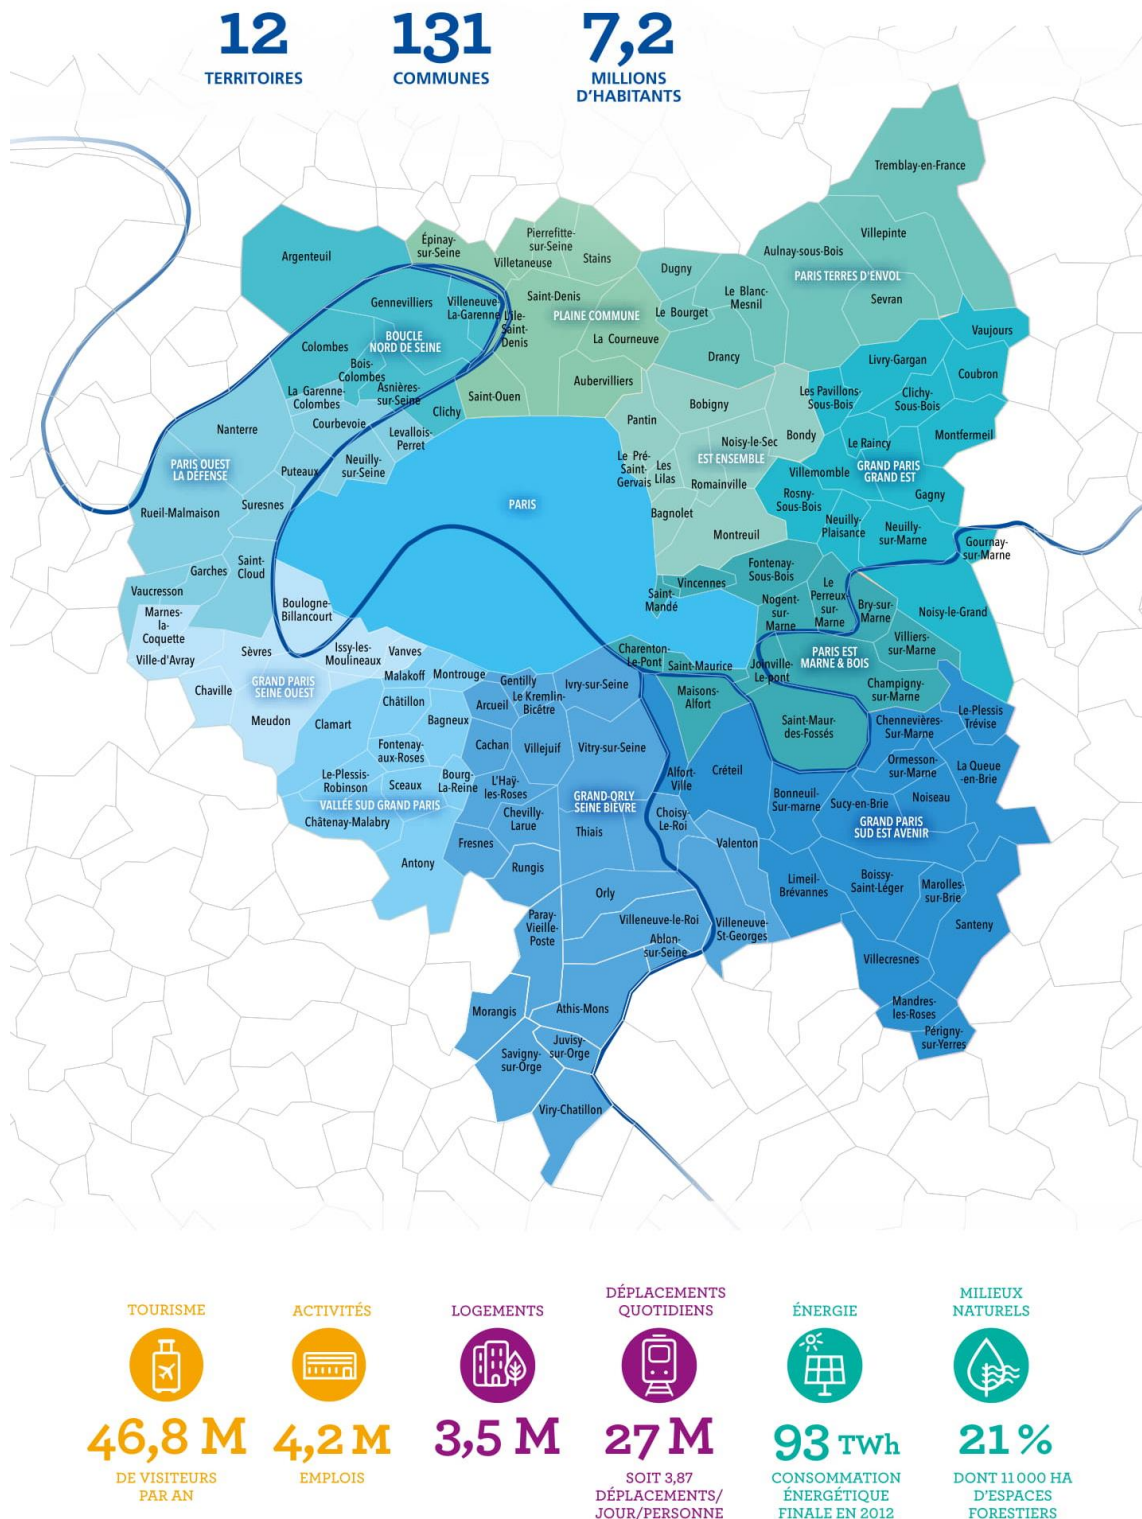 12
TERRITOIRES
131
COMMUNES
7,2
MILLIONS
D'HABITANTS
Tremblay-en-France
Villepinte
Aulnay-sous-Bois
PARIS TERRES D'ENVOL
Sevran
Dugny
Le Blanc-
Mesnil
Le Bourget
Drancy
Épinay-
sur-Seine
Pierrefitte-
sur-Seine
Villetaneuse
Stains
Saint-Denis
PLAINE COMMUNE
L'île-
Saint-
Denis
La Courneuve
Aubervilliers
Saint-Ouen
Argenteuil
Gennevilliers
Villeneuve-
La-Garenne
BOUCLE
NORD DE SEINE
Colombes
Bois-
Colombes
La Garenne-
Colombes
Asnières-
sur-Seine
Clichy
Courbevoie
Levallois-
Perret
Nanterre
PARIS OUEST
LA DÉFENSE
Puteaux
Neuilly-
sur-Seine
Suresnes
Rueil-Malmaison
Saint-
Cloud
Garches
Vaucresson
PARIS
Vaujours
Livry-Gargan
Coubron
Les Pavillons-
Sous-Bois
Clichy-
Sous-Bois
Le Raincy
Montfermeil
Villemomble
GRAND PARIS
GRAND EST
Gagny
Rosny-
Sous-Bois
Neuilly-
Plaisance
Neuilly-
sur-Marne
Gournay-
sur-Marne
Noisy-le-Grand
Bobigny
Pantin
Bondy
Noisy-le-Sec
EST ENSEMBLE
Le Pré-
Saint-
Gervais
Les
Lilas
Romainville
Bagnolet
Montreuil
Fontenay-
Sous-Bois
Vincennes
Saint-
Mandé
Nogent-
sur-
Marne
Le
Perreux-
sur-
Marne
Bry-sur-
Marne
Villiers-
sur-Marne
PARIS EST
MARNE & BOIS
Charenton-
Le-Pont
Saint-Maurice
Joinville-
Le-pont
Maisons-
Alfort
Champigny-
sur-Marne
Saint-Maur-
des-Fossés
Marnes-
la-
Coquette
Ville-d'Avray
Boulogne-
Billancourt
Sèvres
Issy-les-
Moulineaux
Vanves
GRAND PARIS
SEINE OUEST
Chaville
Meudon
Malakoff
Montrouge
Châtillon
Clamart
Bagneux
Fontenay-
aux-Roses
Le-Plessis-
Robinson
Sceaux
Bourg-
La-Reine
VALLÉE SUD GRAND PARIS
Châtenay-Malabry
Antony
Gentilly
Arcueil
Le Kremlin-
Bicêtre
Ivry-sur-Seine
Cachan
Villejuif
Vitry-sur-Seine
L'Haÿ-
les-Roses
GRAND-ORLY
SEINE BIÈVRE
Chevilly-
Larue
Thiais
Choisy-
Le-Roi
Fresnes
Rungis
Valenton
Orly
Villeneuve-le-Roi
Villeneuve-
St-Georges
Ablon-
sur-Seine
Paray-
Vieille-
Poste
Morangis
Athis-Mons
Juvisy-
sur-Orge
Savigny-
sur-Orge
Viry-Chatillon
Alfort-
Ville
Créteil
Chennevières-
Sur-Marne
Le-Plessis
Trévise
Ormesson-
sur-Marne
La Queue
-en-Brie
Bonneuil-
Sur-marne
Sucy-en-Brie
Noiseau
GRAND PARIS
SUD EST AVENIR
Limeil-
Brévannes
Boissy-
Saint-Léger
Marolles-
sur-Brie
Santeny
Villecresnes
Mandres-
les-Roses
Périgny-
sur-Yerres
TOURISME
46,8 M
DE VISITEURS
PAR AN
ACTIVITÉS
4,2 M
EMPLOIS
LOGEMENTS
3,5 M
DÉPLACEMENTS
QUOTIDIENS
27 M
SOIT 3,87
DÉPLACEMENTS/
JOUR/PERSONNE
ÉNERGIE
93 TWh
CONSOMMATION
ÉNERGÉTIQUE
FINALE EN 2012
MILIEUX
NATURELS
21 %
DONT 11 000 HA
D'ESPACES
FORESTIERS